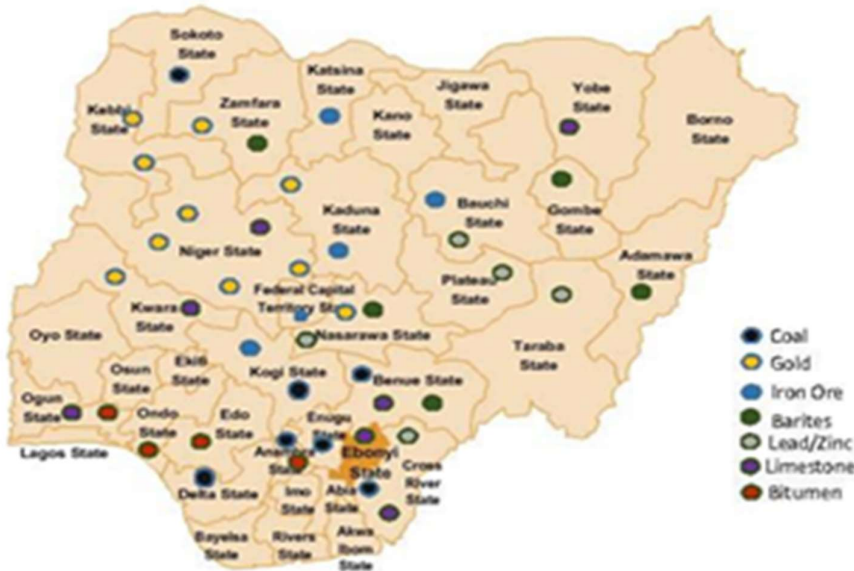 Sokoto
State
Katsina
State
Jigawa
State
Yobe
State
Kebbi
State
Zamfara
State
Kano
State
Borno
State
Kaduna
State
Bauchi
State
Gombe
State
Niger State
Adamawa
State
Plateau
State
Federal Capital
Territory
Kwara
State
Oyo State
Nasarawa State
Taraba
State
Osun
State
Ekiti
State
Kogi State
Benue State
Ogun
State
Ondo
State
Edo
State
Enugu
Lagos State
Ebonyi
State
Cross
River
State
Delta State
Imo
State
Abia
State
Bayelsa
State
Rivers
State
Akwa
Ibom
State
Coal
Gold
Iron Ore
Barites
Lead/Zinc
Limestone
Bitumen